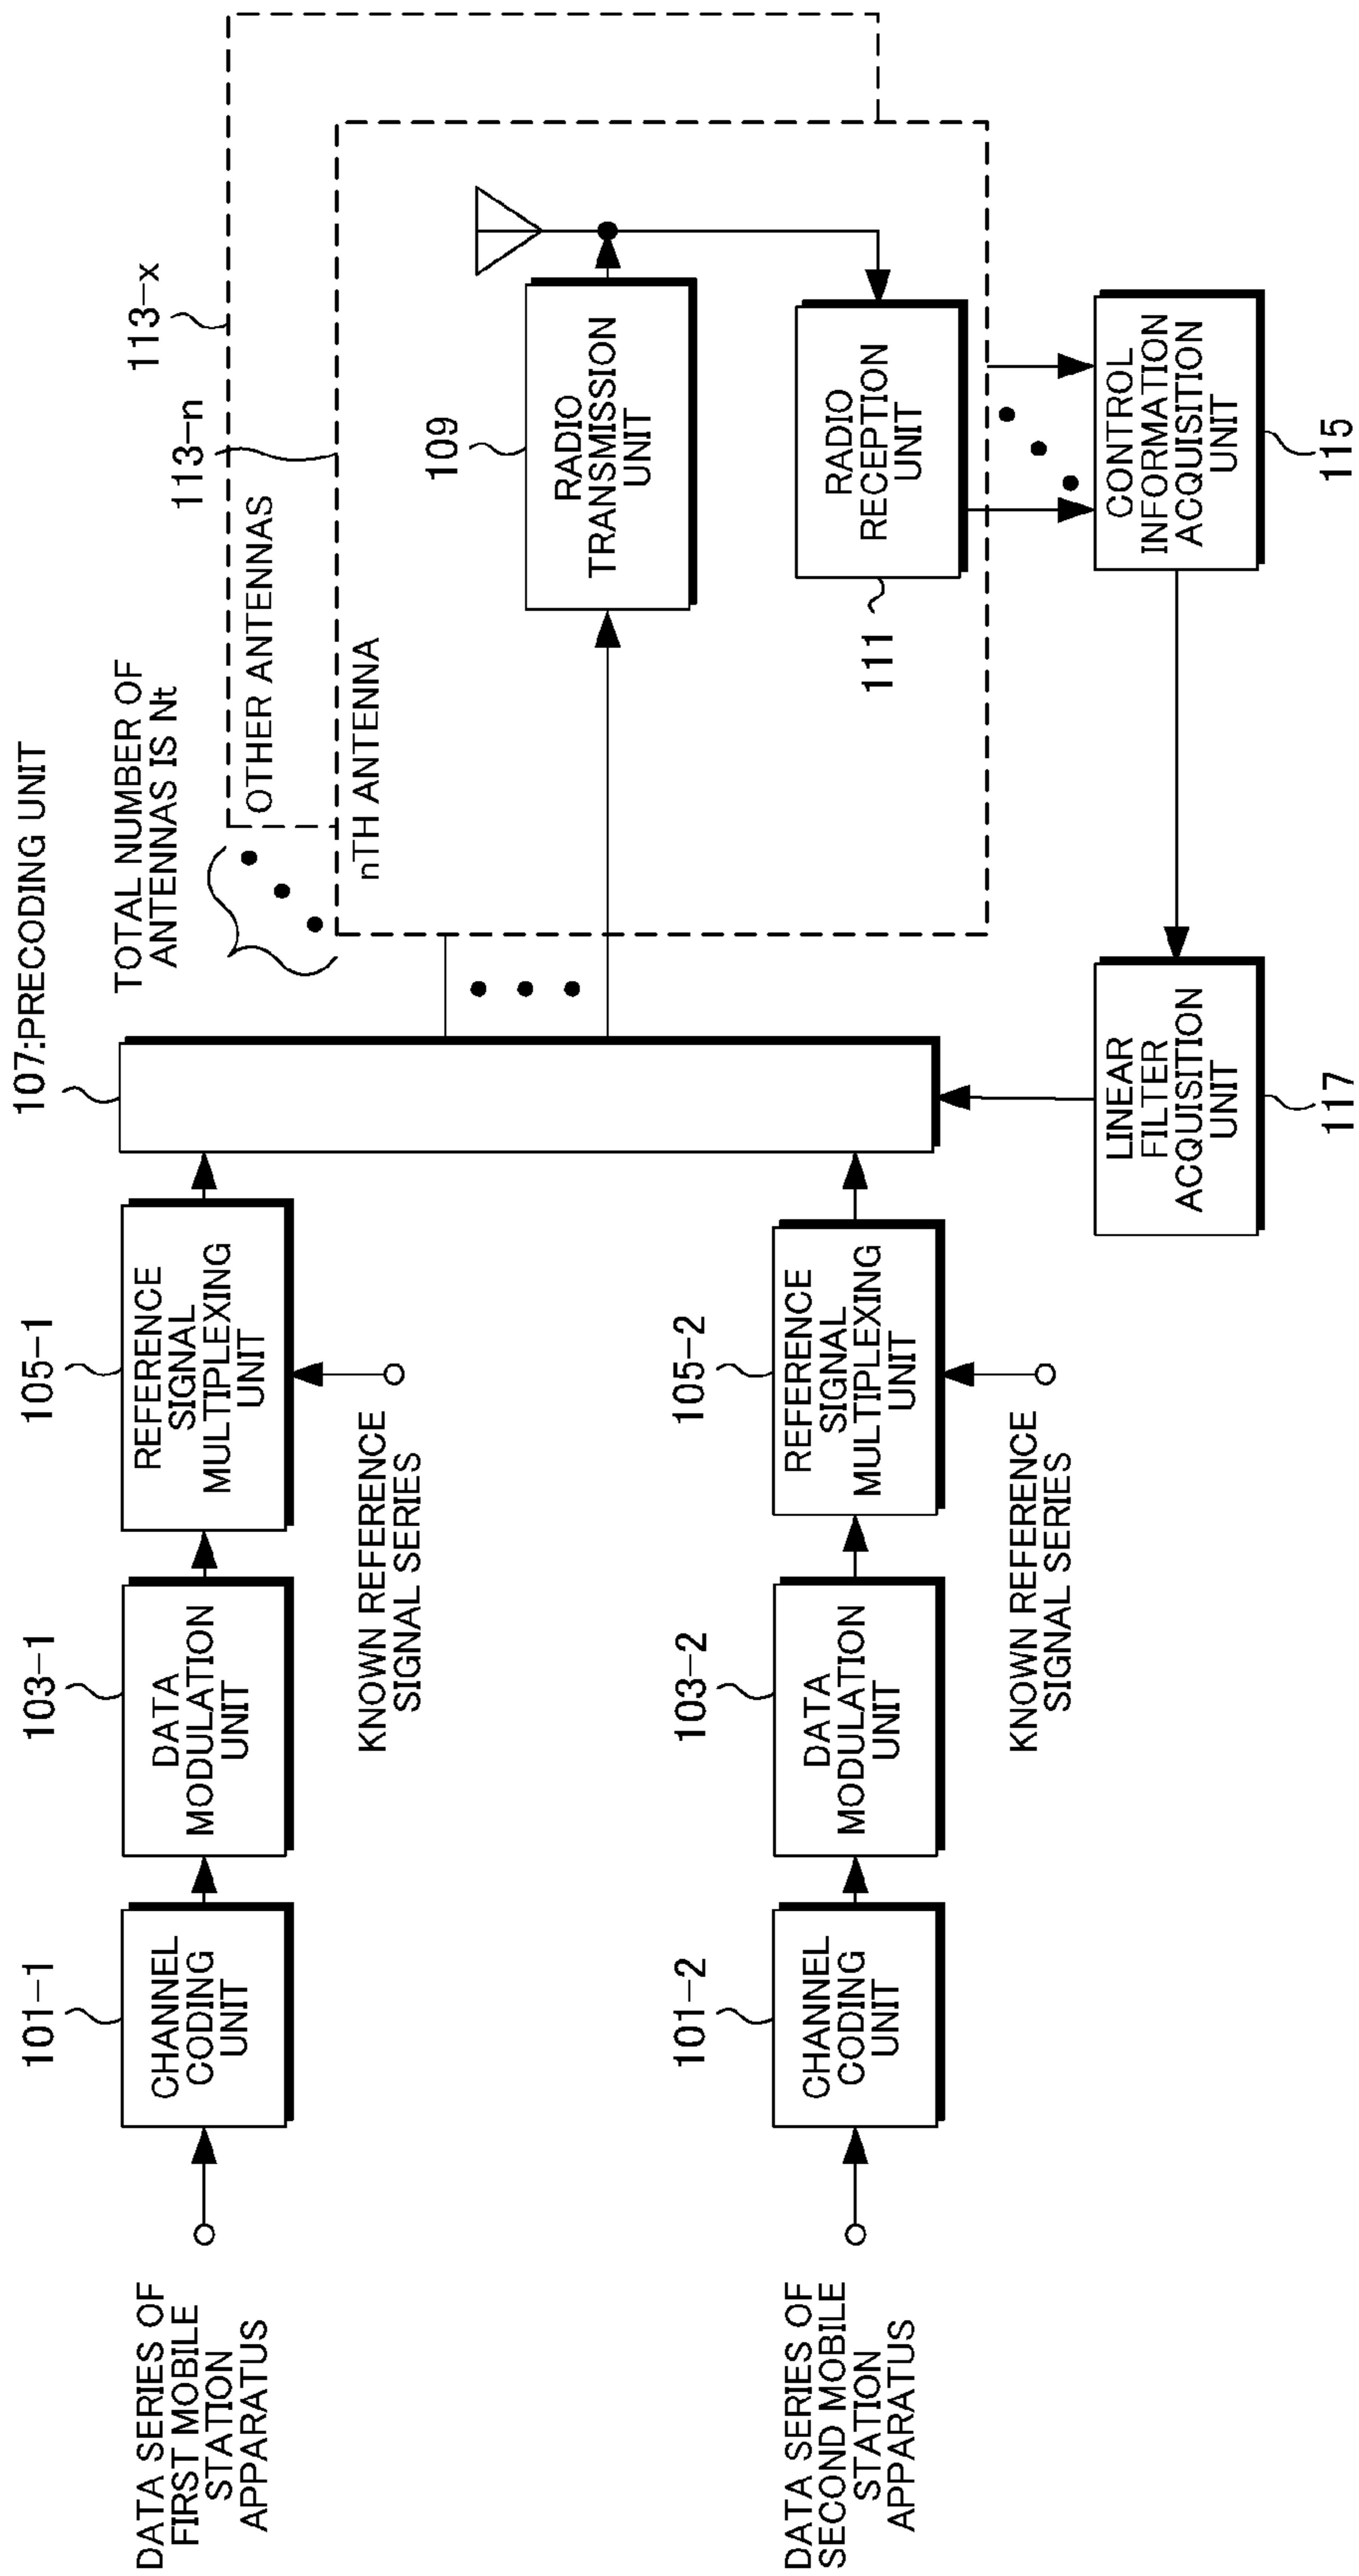 107:PRECODING UNIT
TOTAL NUMBER OF
ANTENNAS IS Nt
113-x
113-n
OTHER ANTENNAS
nTH ANTENNA
101-1
103-1
105-1
DATA SERIES OF
FIRST MOBILE
STATION
APPARATUS
CHANNEL
CODING
UNIT
DATA
MODULATION
UNIT
REFERENCE
SIGNAL
MULTIPLEXING
UNIT
KNOWN REFERENCE
SIGNAL SERIES
109
RADIO
TRANSMISSION
UNIT
101-2
103-2
105-2
DATA SERIES OF
SECOND MOBILE
STATION
APPARATUS
CHANNEL
CODING
UNIT
DATA
MODULATION
UNIT
REFERENCE
SIGNAL
MULTIPLEXING
UNIT
KNOWN REFERENCE
SIGNAL SERIES
RADIO
RECEPTION
UNIT
111
LINEAR
FILTER
ACQUISITION
UNIT
117
CONTROL
INFORMATION
ACQUISITION
UNIT
115